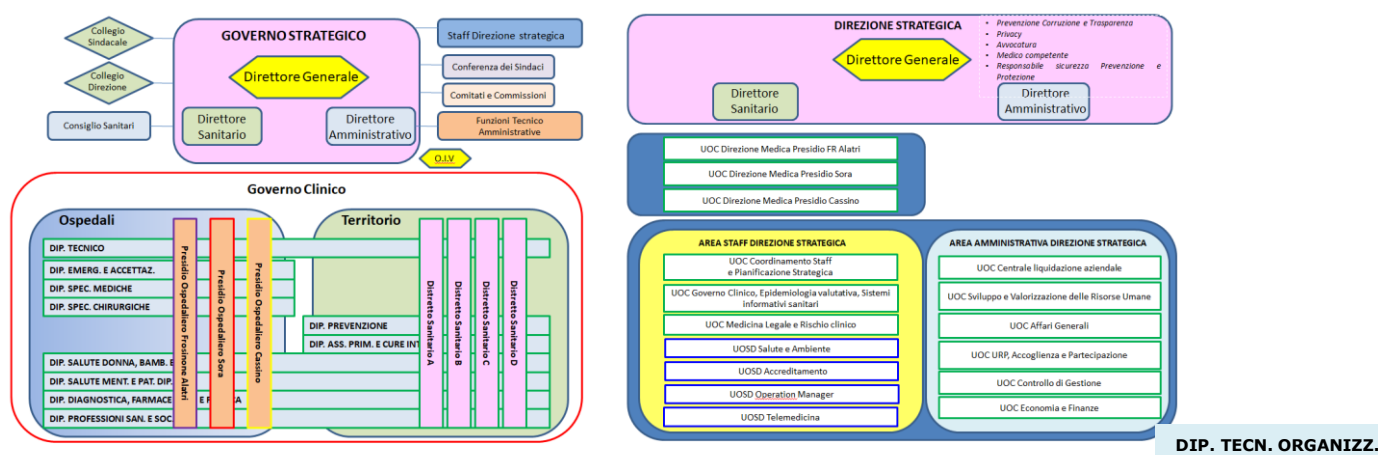 Collegio
Sindacale
Collegio
Direzione
Consiglio Sanitari
GOVERNO STRATEGICO
Direttore Generale
Direttore
Sanitario
Direttore
Amministrativo
Staff Direzione strategica
Conferenza dei Sindaci
Comitati e Commissioni
Funzioni Tecnico
Amministrative
O.I.V
Governo Clinico
Ospedali
Territorio
DIP. TECNICO
DIP. EMERG. E ACCETTAZ.
DIP. SPEC. MEDICHE
DIP. SPEC. CHIRURGICHE
DIP. PREVENZIONE
DIP. ASS. PRIM. E CURE INT
DIP. SALUTE DONNA, BAMB. E
DIP. SALUTE MENT. E PAT. DIP.
DIP. DIAGNOSTICA, FARMACE
E
CA
DIP. PROFESSIONI SAN. E SOC
Presidio Ospedaliero Frosinone Alatri
Presidio Ospedaliero Sora
Presidio Ospedaliero Cassino
Distretto Sanitario A
Distretto Sanitario B
Distretto Sanitario C
Distretto Sanitario D
DIREZIONE STRATEGICA
Direttore Generale
Direttore
Sanitario
• Prevenzione Corruzione e Trasparenza
• Privacy
• Avvocatura
• Medico competente
• Responsabile sicurezza Prevenzione e
Protezione
Direttore
Amministrativo
UOC Direzione Medica Presidio FR Alatri
UOC Direzione Medica Presidio Sora
UOC Direzione Medica Presidio Cassino
AREA STAFF DIREZIONE STRATEGICA
UOC Coordinamento Staff
e Planificazione Strategica
UOC Governo Clinico, Epidemiologia valutativa, Sistemi
informativi sanitari
UOC Medicina Legale e Rischio clinico
UOSD Salute e Ambiente
UOSD Accreditamento
UOSD Operation Manager
UOSD Telemedicina
AREA AMMINISTRATIVA DIREZIONE STRATEGICA
UOC Centrale liquidazione aziendale
UOC Sviluppo e Valorizzazione delle Risorse Umane
UOC Affari Generali
UOC URP, Accoglienza e Partecipazione
UOC Controllo di Gestione
UOC Economia e Finanze
DIP. TECN. ORGANIZZ.